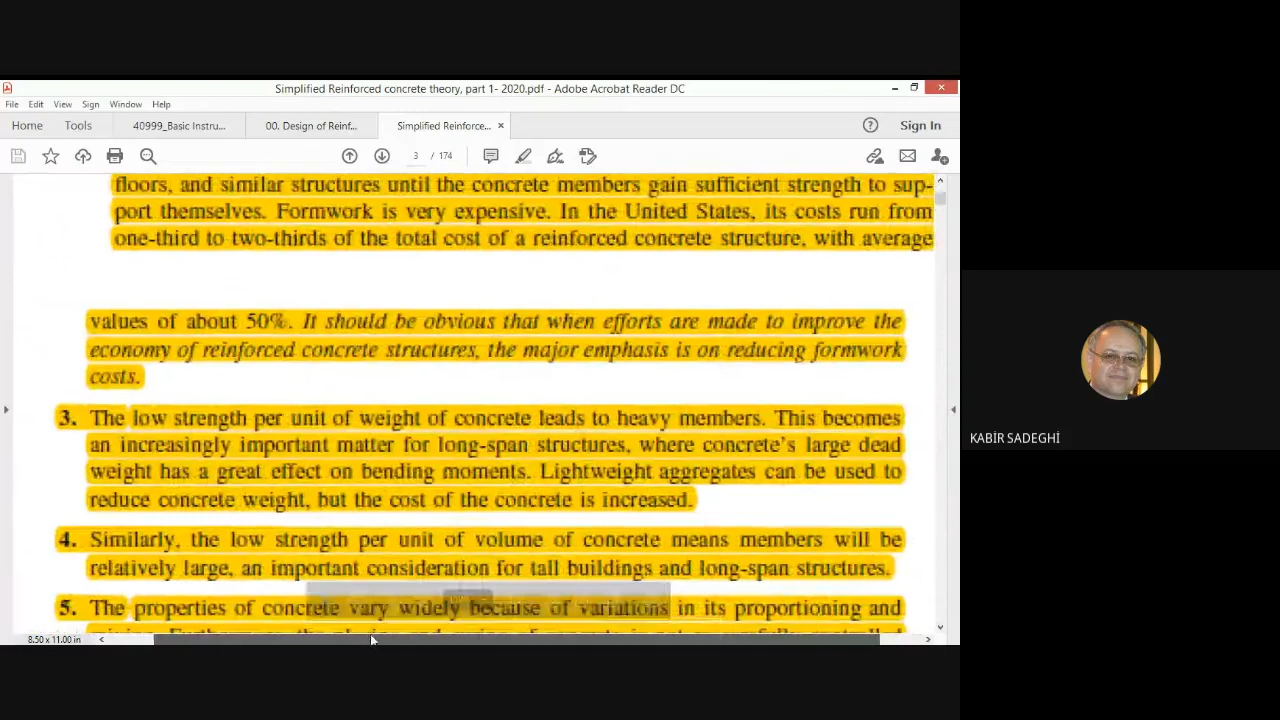 Simplified Reinforced concrete theory, part 1- 2020.pdf - Adobe Acrobat Reader DC
File Edit View Sign Window Help
Home Tools 40999_Basic Instru... 00. Design of Reinf... Simplified Reinforce... × Sign In
3 / 174
floors, and similar structures until the concrete members gain sufficient strength to sup-
port themselves. Formwork is very expensive. In the United States, its costs run from
one-third to two-thirds of the total cost of a reinforced concrete structure, with average
values of about 50%. It should be obvious that when efforts are made to improve the
economy of reinforced concrete structures, the major emphasis is on reducing formwork
costs.
3. The low strength per unit of weight of concrete leads to heavy members. This becomes
an increasingly important matter for long-span structures, where concrete's large dead
weight has a great effect on bending moments. Lightweight aggregates can be used to
reduce concrete weight, but the cost of the concrete is increased.
4. Similarly, the low strength per unit of volume of concrete means members will be
relatively large, an important consideration for tall buildings and long-span structures.
5. The properties of concrete vary widely because of variations in its proportioning and
8.50 x 11.00 in
KABİR SADEGHİ